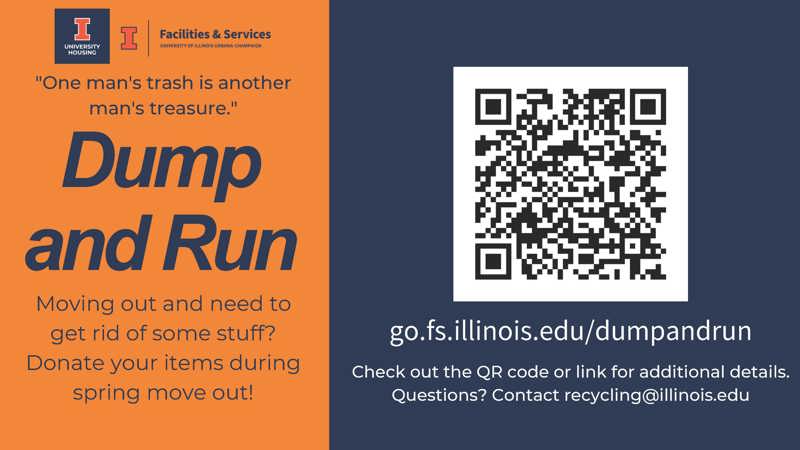 I
UNIVERSITY
HOUSING
I
Facilities & Services
UNIVERSITY OF ILLINOIS URBANA-CHAMPAIGN
"One man's trash is another
man's treasure."
Dump
and Run
Moving out and need to
get rid of some stuff?
Donate your items during
spring move out!
go.fs.illinois.edu/dumpandrun
Check out the QR code or link for additional details.
Questions? Contact recycling@illinois.edu